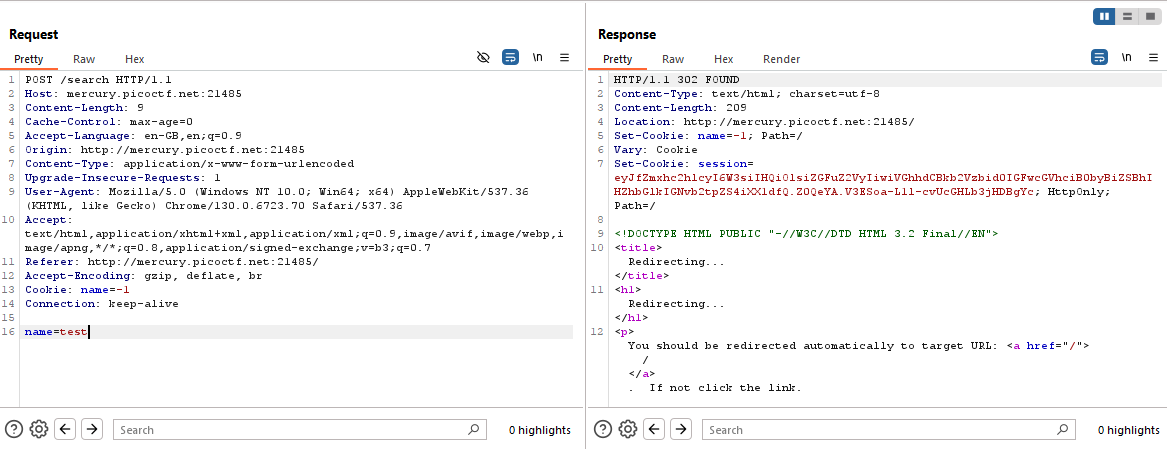 Request
Response
Pretty Raw Hex \n
Pretty Raw Hex Render \n
1 POST /search HTTP/1.1
2 Host: mercury.picoctf.net:21485
3 Content-Length: 9
4 Cache-Control: max-age=0
5 Accept-Language: en-GB,en;q=0.9
6 Origin: http://mercury.picoctf.net:21485
7 Content-Type: application/x-www-form-urlencoded
8 Upgrade-Insecure-Requests: 1
9 User-Agent: Mozilla/5.0 (Windows NT 10.0; Win64; x64) AppleWebKit/537.36
(KHTML, like Gecko) Chrome/130.0.6723.70 Safari/537.36
10 Accept:
text/html,application/xhtml+xml,application/xml;q=0.9,image/avif,image/webp,i
mage/apng,*/*;q=0.8,application/signed-exchange;v=b3;q=0.7
11 Referer: http://mercury.picoctf.net:21485/
12 Accept-Encoding: gzip, deflate, br
13 Cookie: name=-1
14 Connection: keep-alive
15
16 name=test
1 HTTP/1.1 302 FOUND
2 Content-Type: text/html; charset=utf-8
3 Content-Length: 209
4 Location: http://mercury.picoctf.net:21485/
5 Set-Cookie: name=-1; Path=/
6 Vary: Cookie
7 Set-Cookie: session=
eyJfZmxhc2hlcyI6W3siIHQiOlsiZGFuZ2VyIiwiVGhhdCBkb2Vzbid0IGFwcGVhciB0byBiZSBhI
HZhbGlkIGNvb2tpZS4iXX1dfQ.Z0QeYA.V3ESoa-Lll-cvUcGHLb3jHDBgYc; HttpOnly;
Path=/
8
9 <!DOCTYPE HTML PUBLIC "-//W3C//DTD HTML 3.2 Final//EN">
10 <title>
Redirecting...
</title>
11 <h1>
Redirecting...
</h1>
12 <p>
You should be redirected automatically to target URL: <a href="/">
/
</a>
. If not click the link.
Search 0 highlights
Search 0 highlights